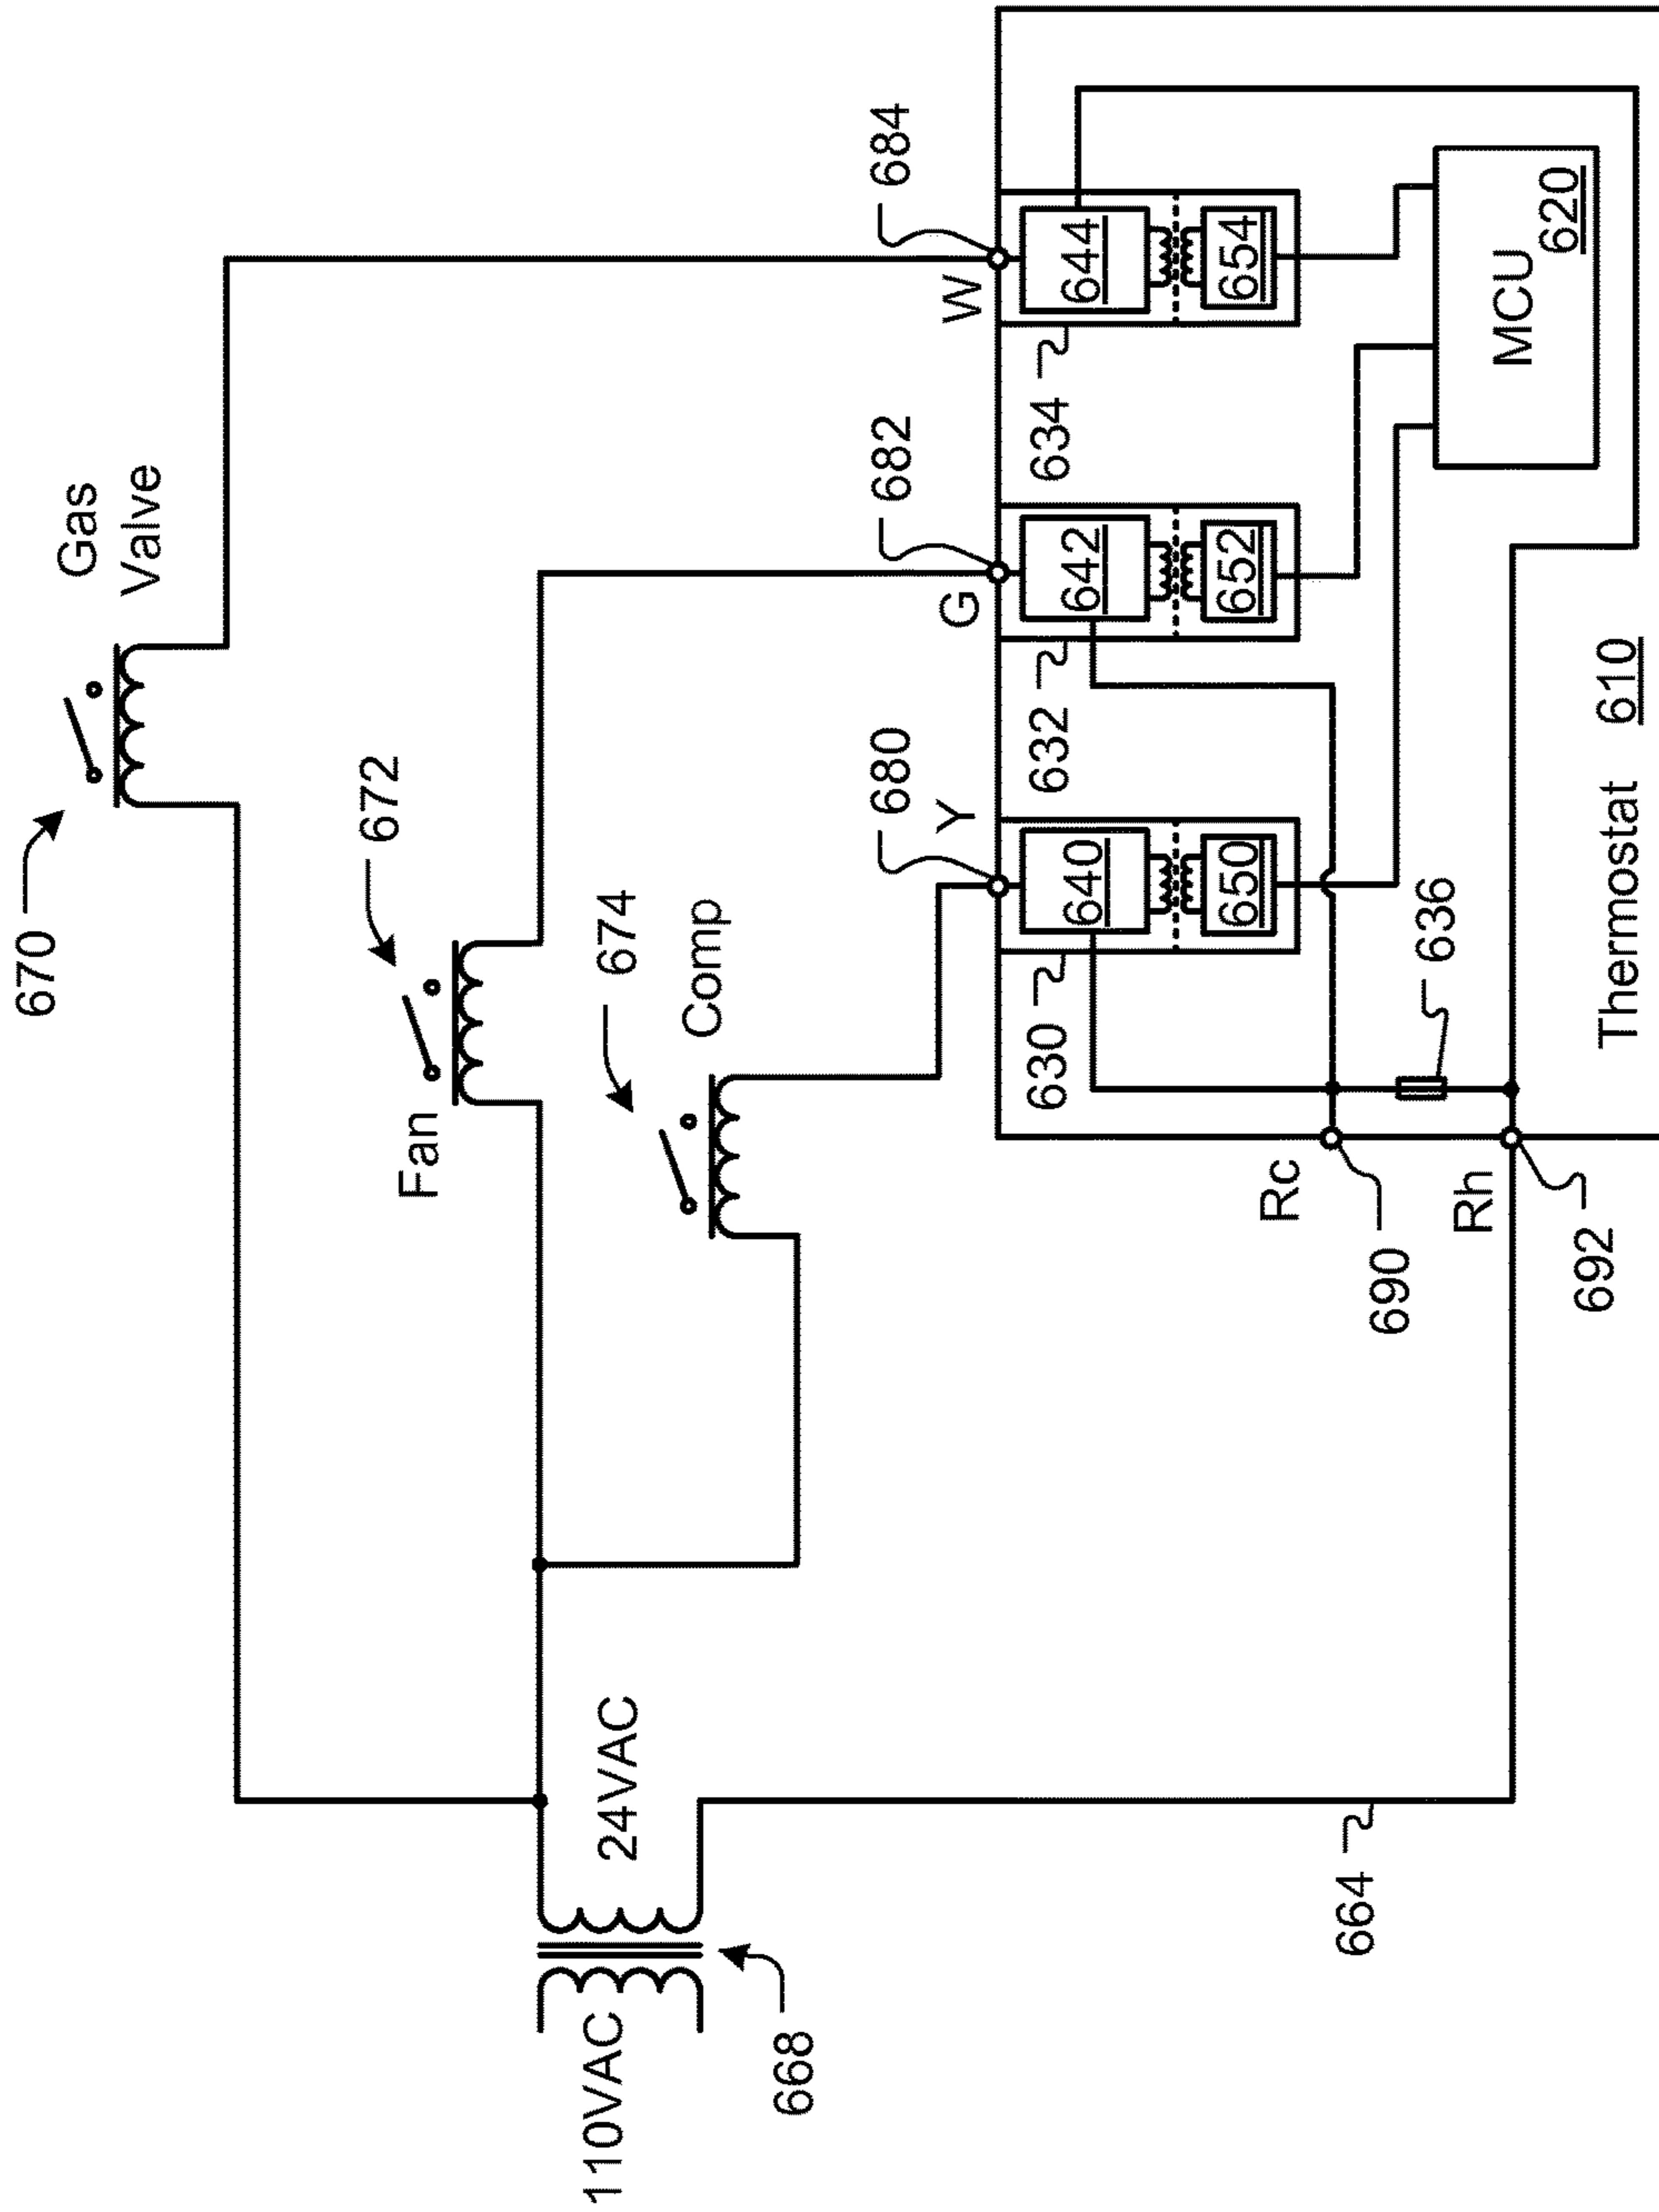 670
Gas
Valve
672
Fan
674
Comp
110VAC
24VAC
668
664
680
Y
682
G
684
W
630
632
634
640
642
644
650
652
654
Rc
690
Rh
692
636
MCU
620
Thermostat 610